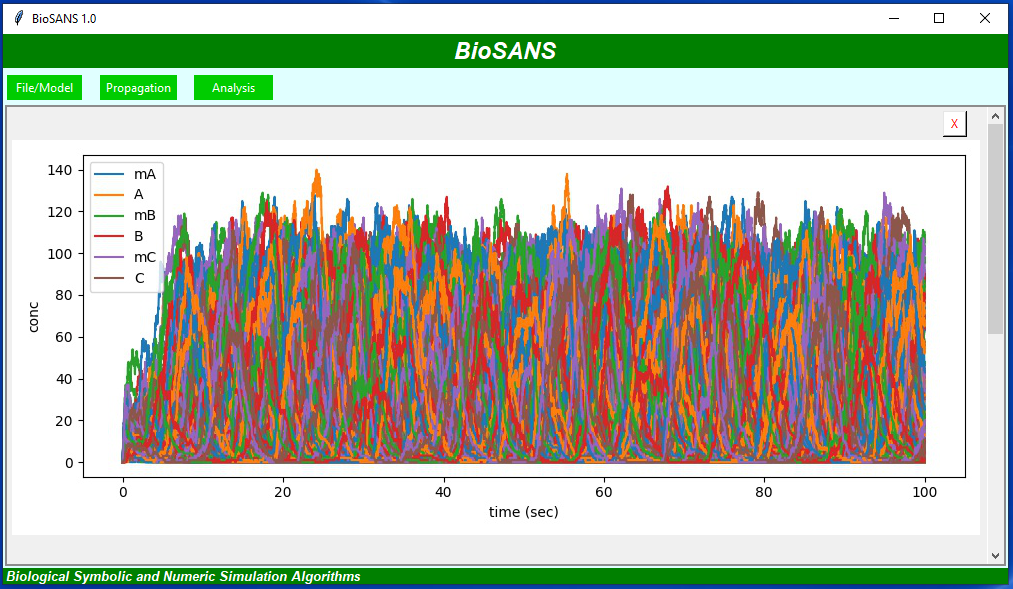 BioSANS 1.0
BioSANS
File/Model Propagation Analysis
X
mA
A
mB
B
mC
C
140
120
100
80
60
40
20
0
conc
0 20 40 60 80 100
time (sec)
Biological Symbolic and Numeric Simulation Algorithms